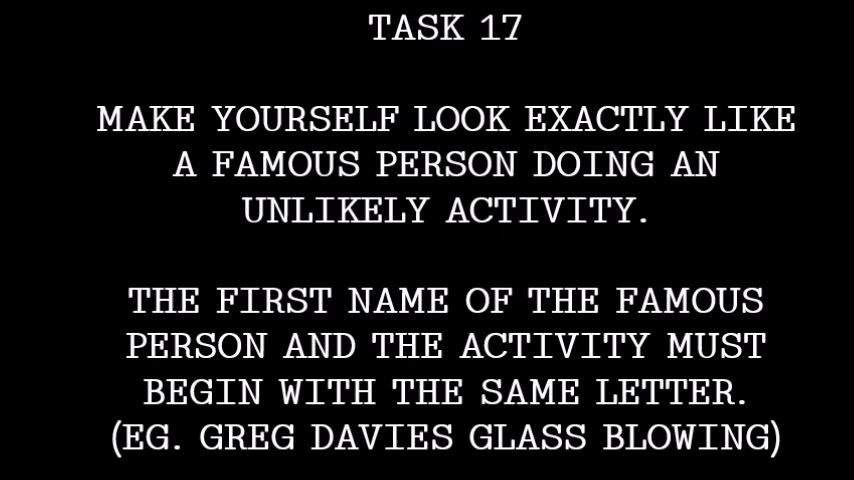 TASK 17
MAKE YOURSELF LOOK EXACTLY LIKE
A FAMOUS PERSON DOING AN
UNLIKELY ACTIVITY.
THE FIRST NAME OF THE FAMOUS
PERSON AND THE ACTIVITY MUST
BEGIN WITH THE SAME LETTER.
(EG. GREG DAVIES GLASS BLOWING)